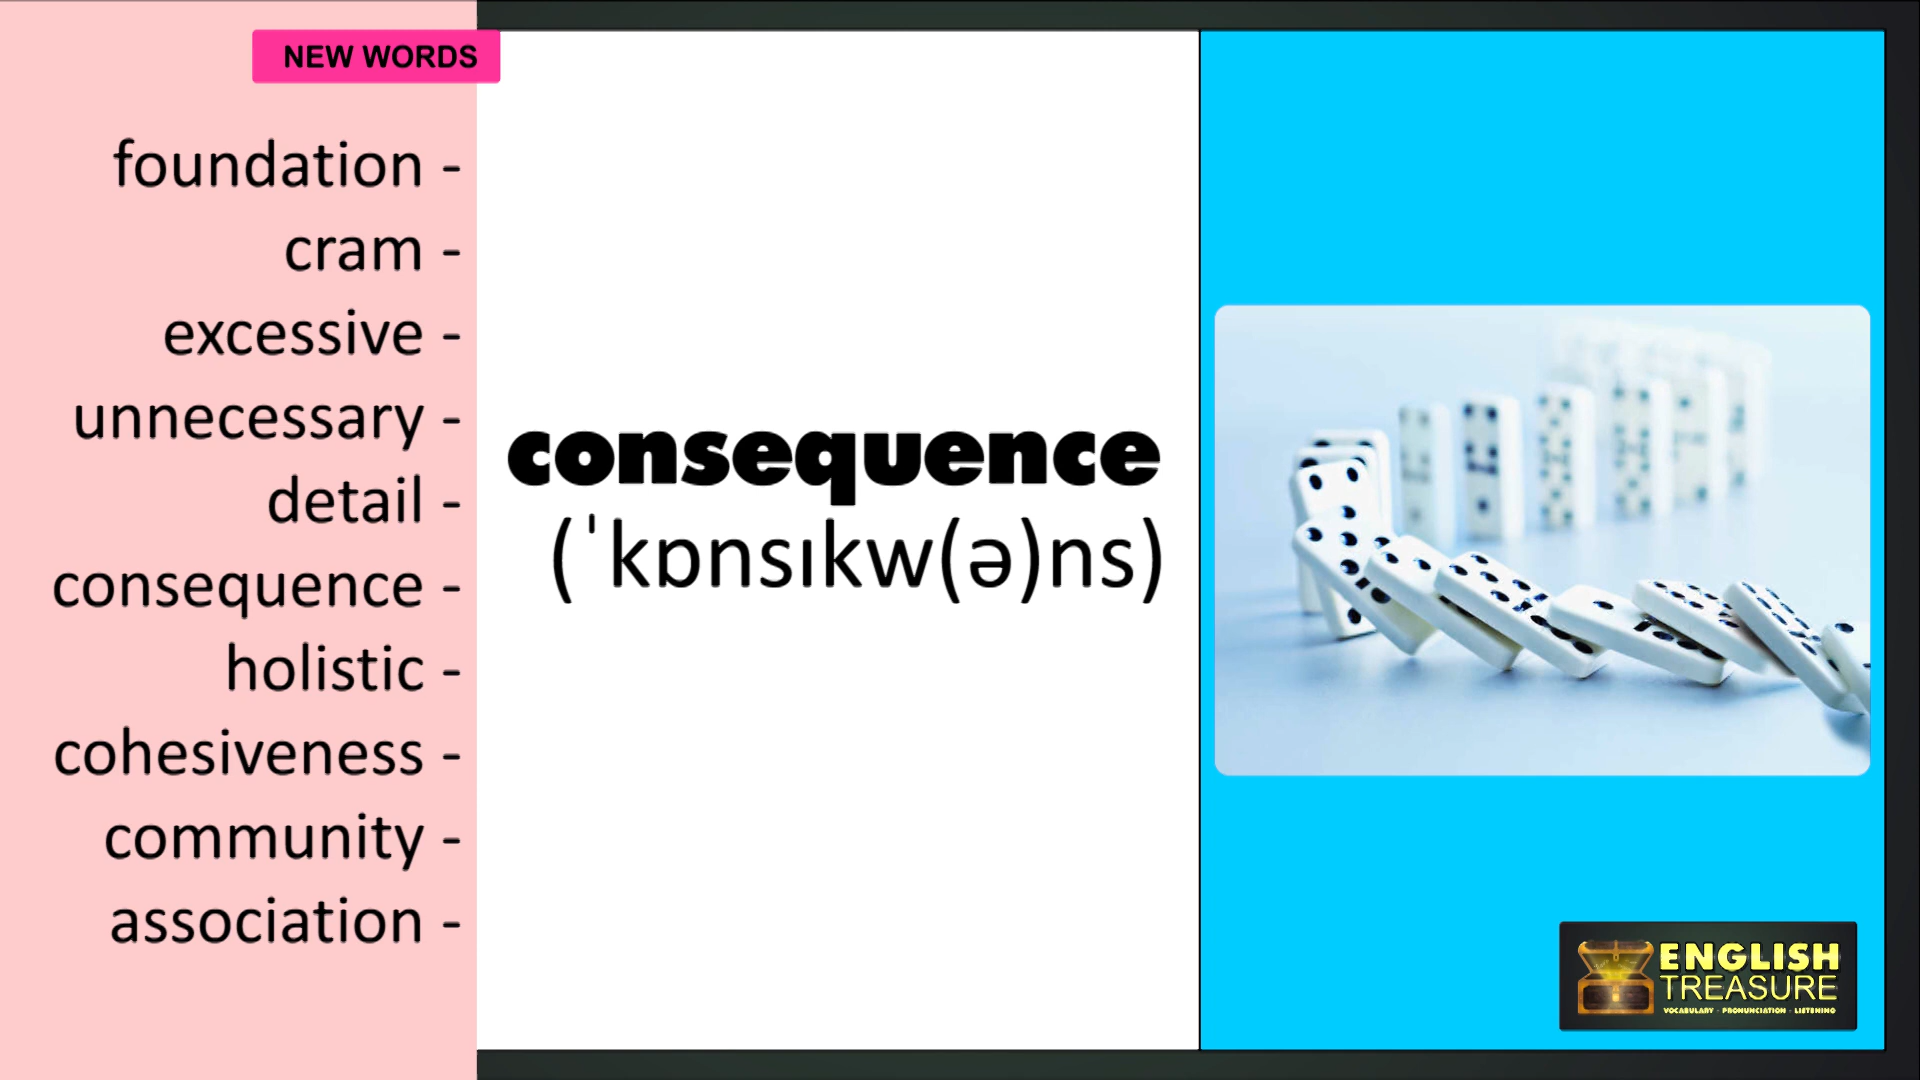 NEW WORDS
foundation -
cram -
excessive -
unnecessary -
detail -
consequence -
holistic -
cohesiveness -
community -
association -
consequence
(ˈkɒnsɪkw(ə)ns)
ENGLISH
TREASURE
VOCABULARY - PRONUNCIATION - LISTENING